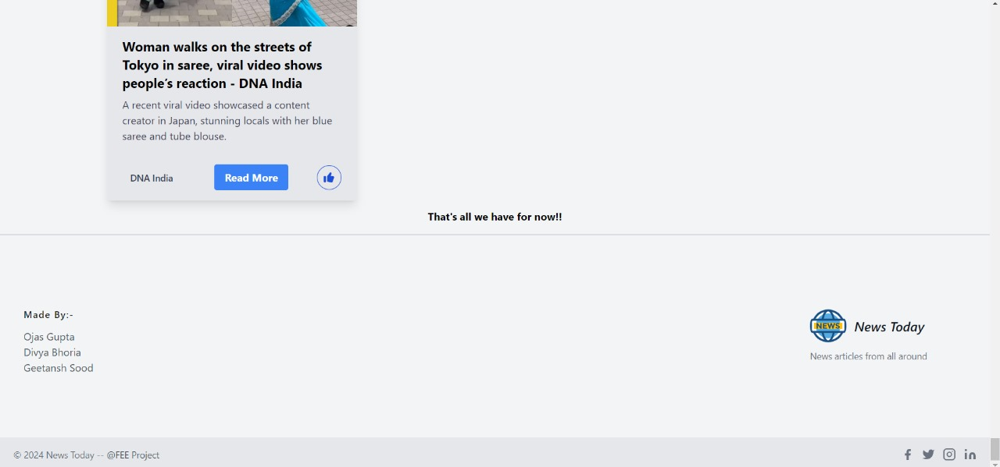 Woman walks on the streets of
Tokyo in saree, viral video shows
people’s reaction - DNA India
A recent viral video showcased a content
creator in Japan, stunning locals with her blue
saree and tube blouse.
DNA India
Read More
That's all we have for now!!
Made By:-
Ojas Gupta
Divya Bhoria
Geetansh Sood
NEWS
News Today
News articles from all around
© 2024 News Today -- @FEE Project